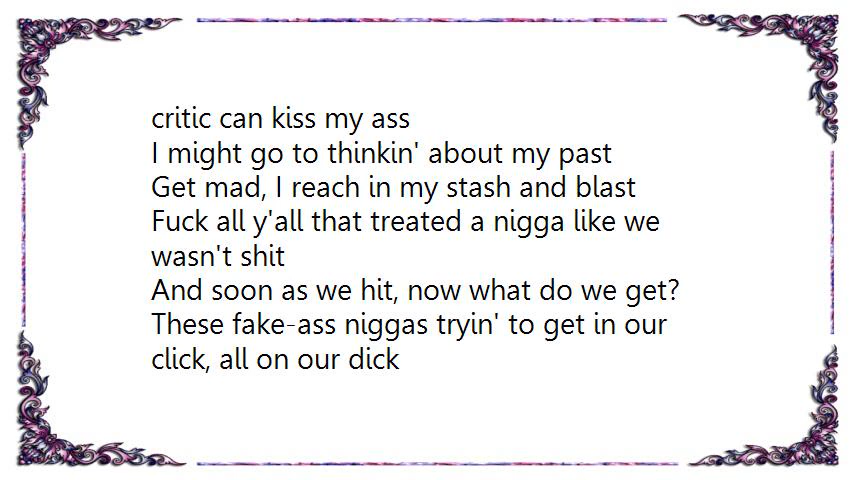 critic can kiss my ass
I might go to thinkin' about my past
Get mad, I reach in my stash and blast
Fuck all y'all that treated a nigga like we
wasn't shit
And soon as we hit, now what do we get?
These fake-ass niggas tryin' to get in our
click, all on our dick